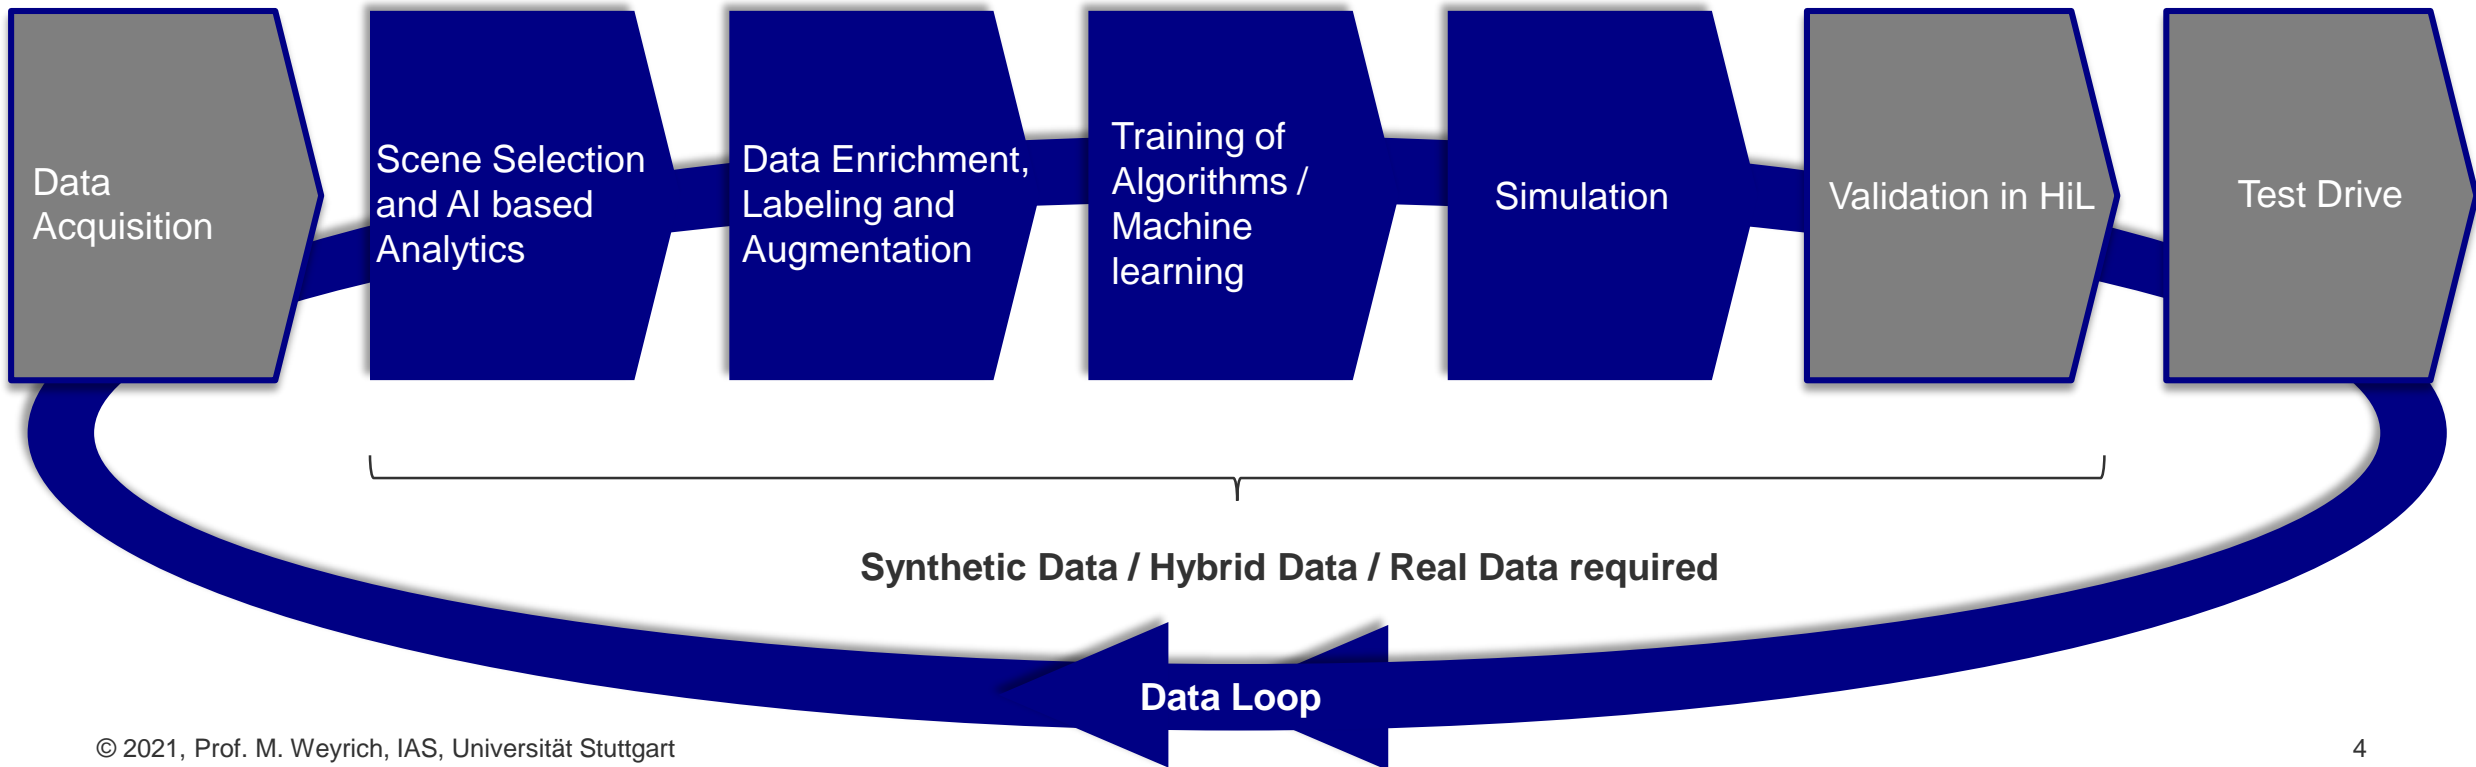 Data
Acquisition
Scene Selection
and AI based
Analytics
Data Enrichment,
Labeling and
Augmentation
Training of
Algorithms /
Machine
learning
Simulation
Validation in HiL
Test Drive
Synthetic Data / Hybrid Data / Real Data required
Data Loop
© 2021, Prof. M. Weyrich, IAS, Universität Stuttgart
4